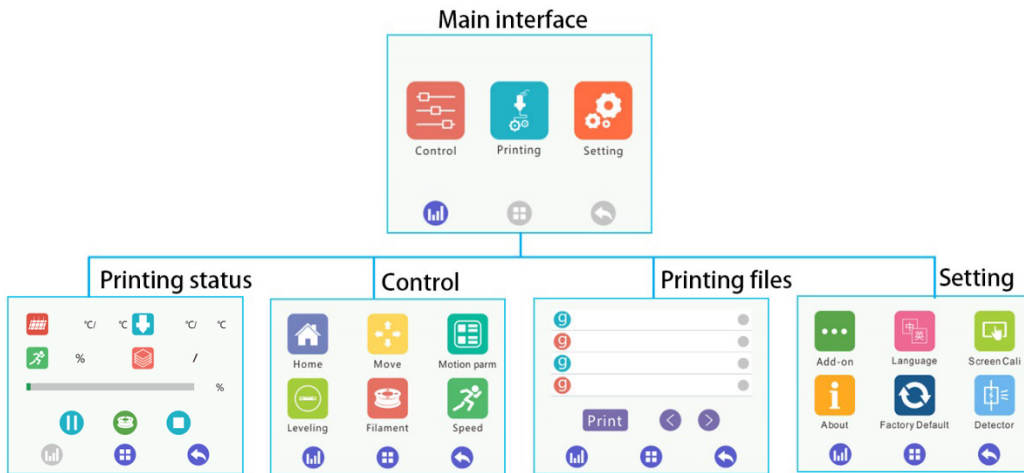 Main interface
Control Printing Setting
Printing status Control Printing files Setting
℃/ ℃ ℃/ ℃
% /
%
Home Move Motion parm
Leveling Filament Speed
g
g
g
g
Print < >
中 英
Add-on Language Screen Cali
i
About Factory Default Detector